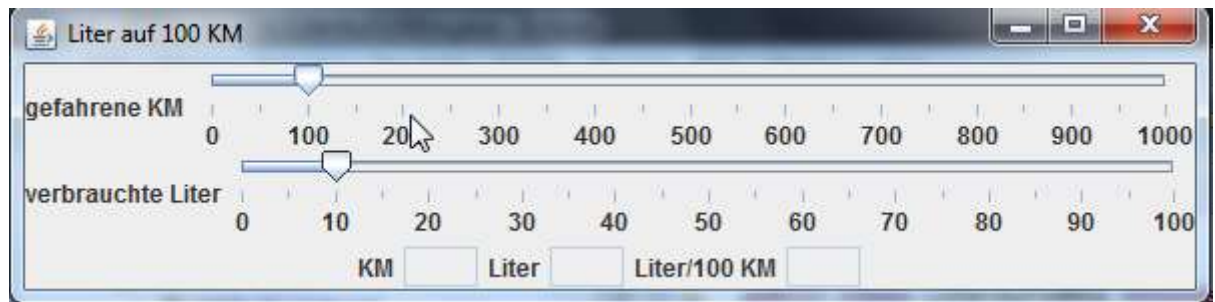 Liter auf 100 KM
gefahrene KM
0 100 200 300 400 500 600 700 800 900 1000
verbrauchte Liter
0 10 20 30 40 50 60 70 80 90 100
KM Liter Liter/100 KM